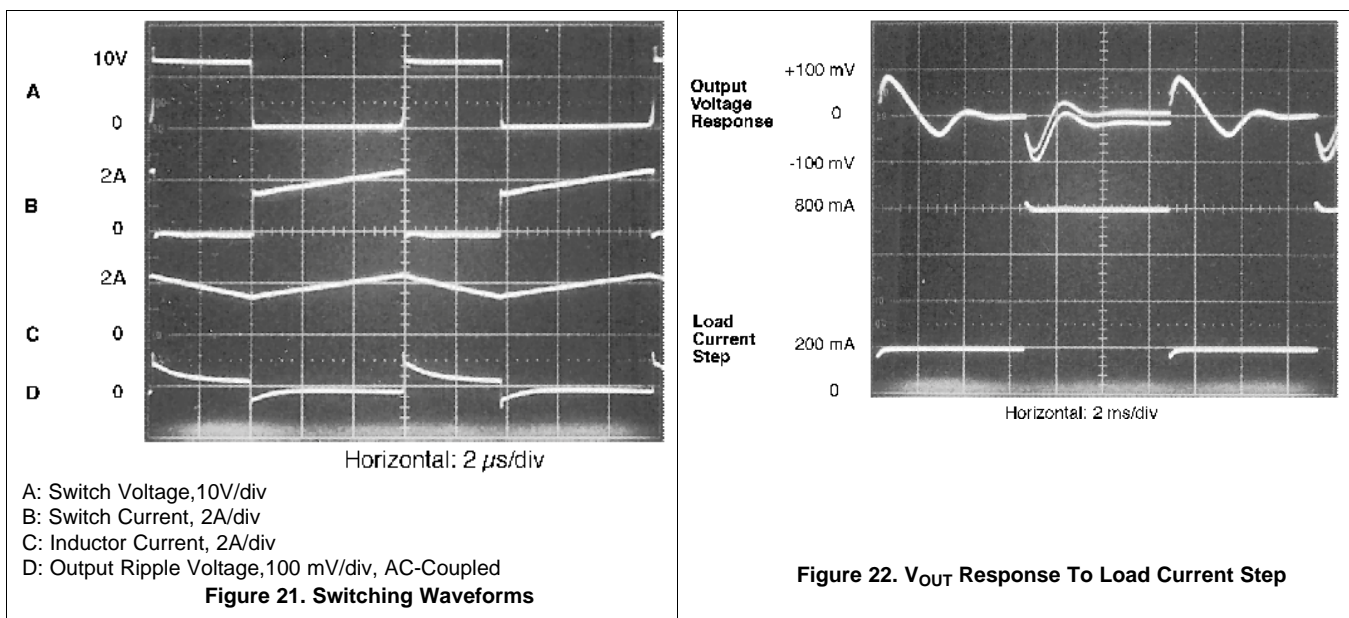 10V
A
0
2A
B
0
2A
C
0
D
0
Horizontal: 2 µs/div
A: Switch Voltage,10V/div
B: Switch Current, 2A/div
C: Inductor Current, 2A/div
D: Output Ripple Voltage,100 mV/div, AC-Coupled
Figure 21. Switching Waveforms
+100 mV
Output
Voltage
Response
0
-100 mV
800 mA
Load
Current
Step
200 mA
0
Horizontal: 2 ms/div
Figure 22. VOUT Response To Load Current Step